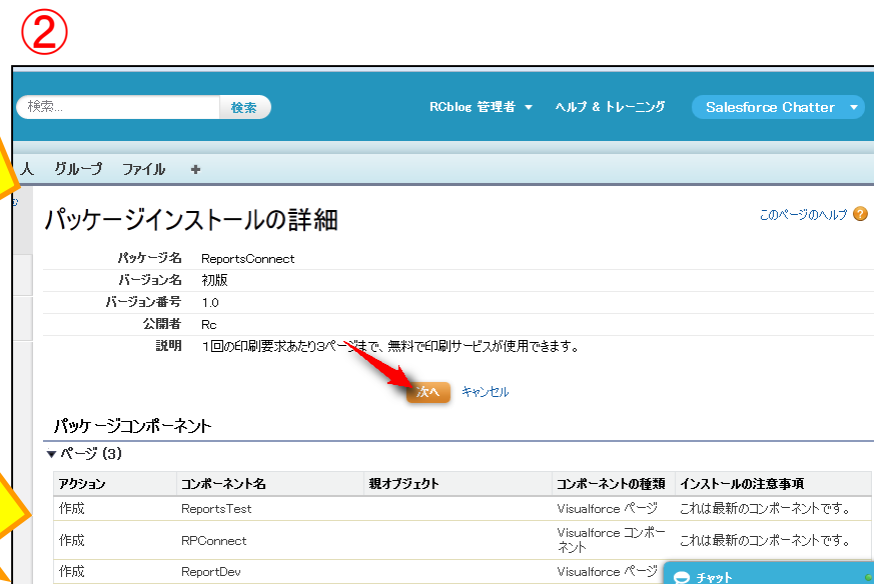 ②
検索... 検索 RCblog 管理者 ▼ ヘルプ & トレーニング Salesforce Chatter ▼
人 グループ ファイル +
パッケージインストールの詳細 このページのヘルプ ?
パッケージ名 ReportsConnect
バージョン名 初版
バージョン番号 1.0
公開者 Rc
説明 1回の印刷要求あたり3ページまで、無料で印刷サービスが使用できます。
次へ キャンセル
パッケージコンポーネント
▼ ページ (3)
アクション コンポーネント名 親オブジェクト コンポーネントの種類 インストールの注意事項
作成 ReportsTest Visualforce ページ これは最新のコンポーネントです。
作成 RPConnect Visualforce コンポーネント これは最新のコンポーネントです。
作成 ReportDev Visualforce ページ
チャット